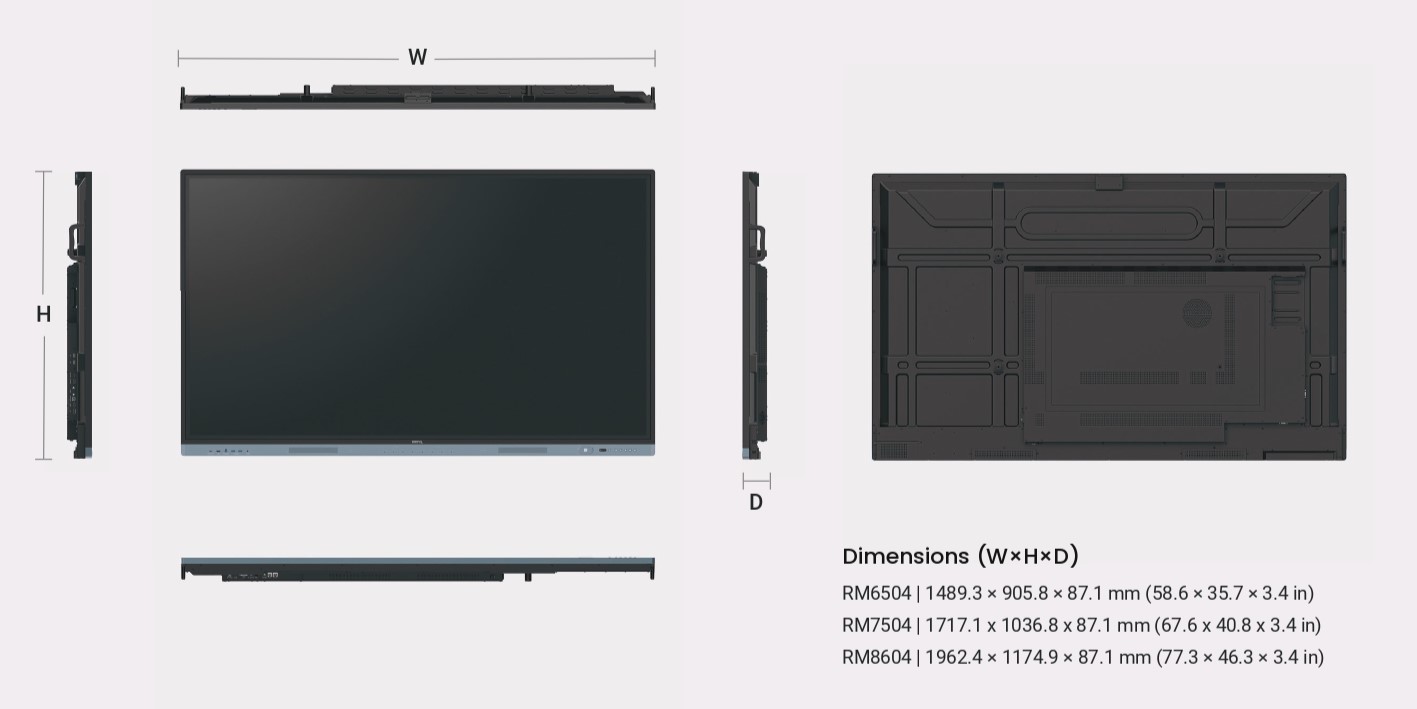 W
H
D
Dimensions (W×H×D)
RM6504 | 1489.3 × 905.8 × 87.1 mm (58.6 × 35.7 × 3.4 in)
RM7504 | 1717.1 x 1036.8 x 87.1 mm (67.6 x 40.8 x 3.4 in)
RM8604 | 1962.4 × 1174.9 × 87.1 mm (77.3 × 46.3 × 3.4 in)